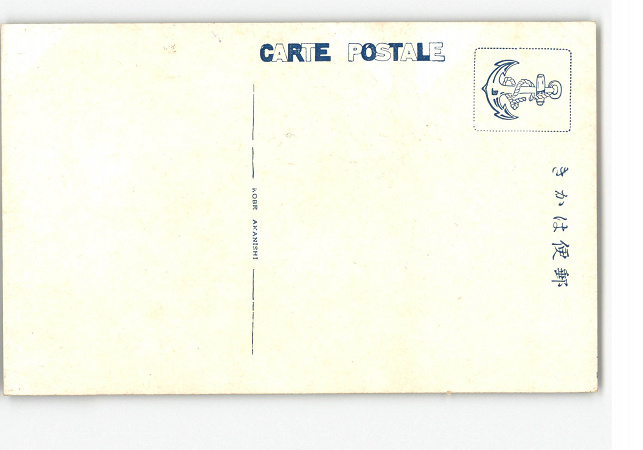 CARTE POSTALE
きかは便郵
KOBE AKANISHI